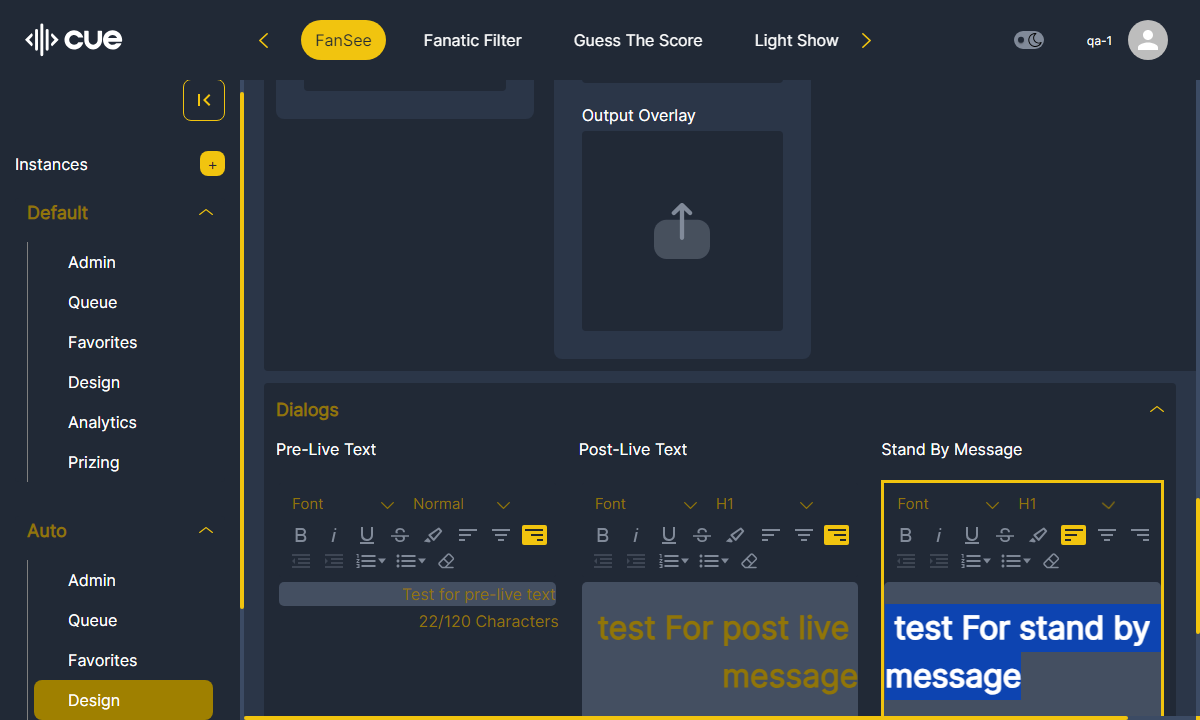 cue
FanSee
Fanatic Filter
Guess The Score
Light Show
qa-1
Instances
+
Default
Admin
Queue
Favorites
Design
Analytics
Prizing
Auto
Admin
Queue
Favorites
Design
Output Overlay
Dialogs
Pre-Live Text
Font
Normal
B i U S
Test for pre-live text
22/120 Characters
Post-Live Text
Font
H1
B i U S
test For post live
message
Stand By Message
Font
H1
B i U S
test For stand by
message